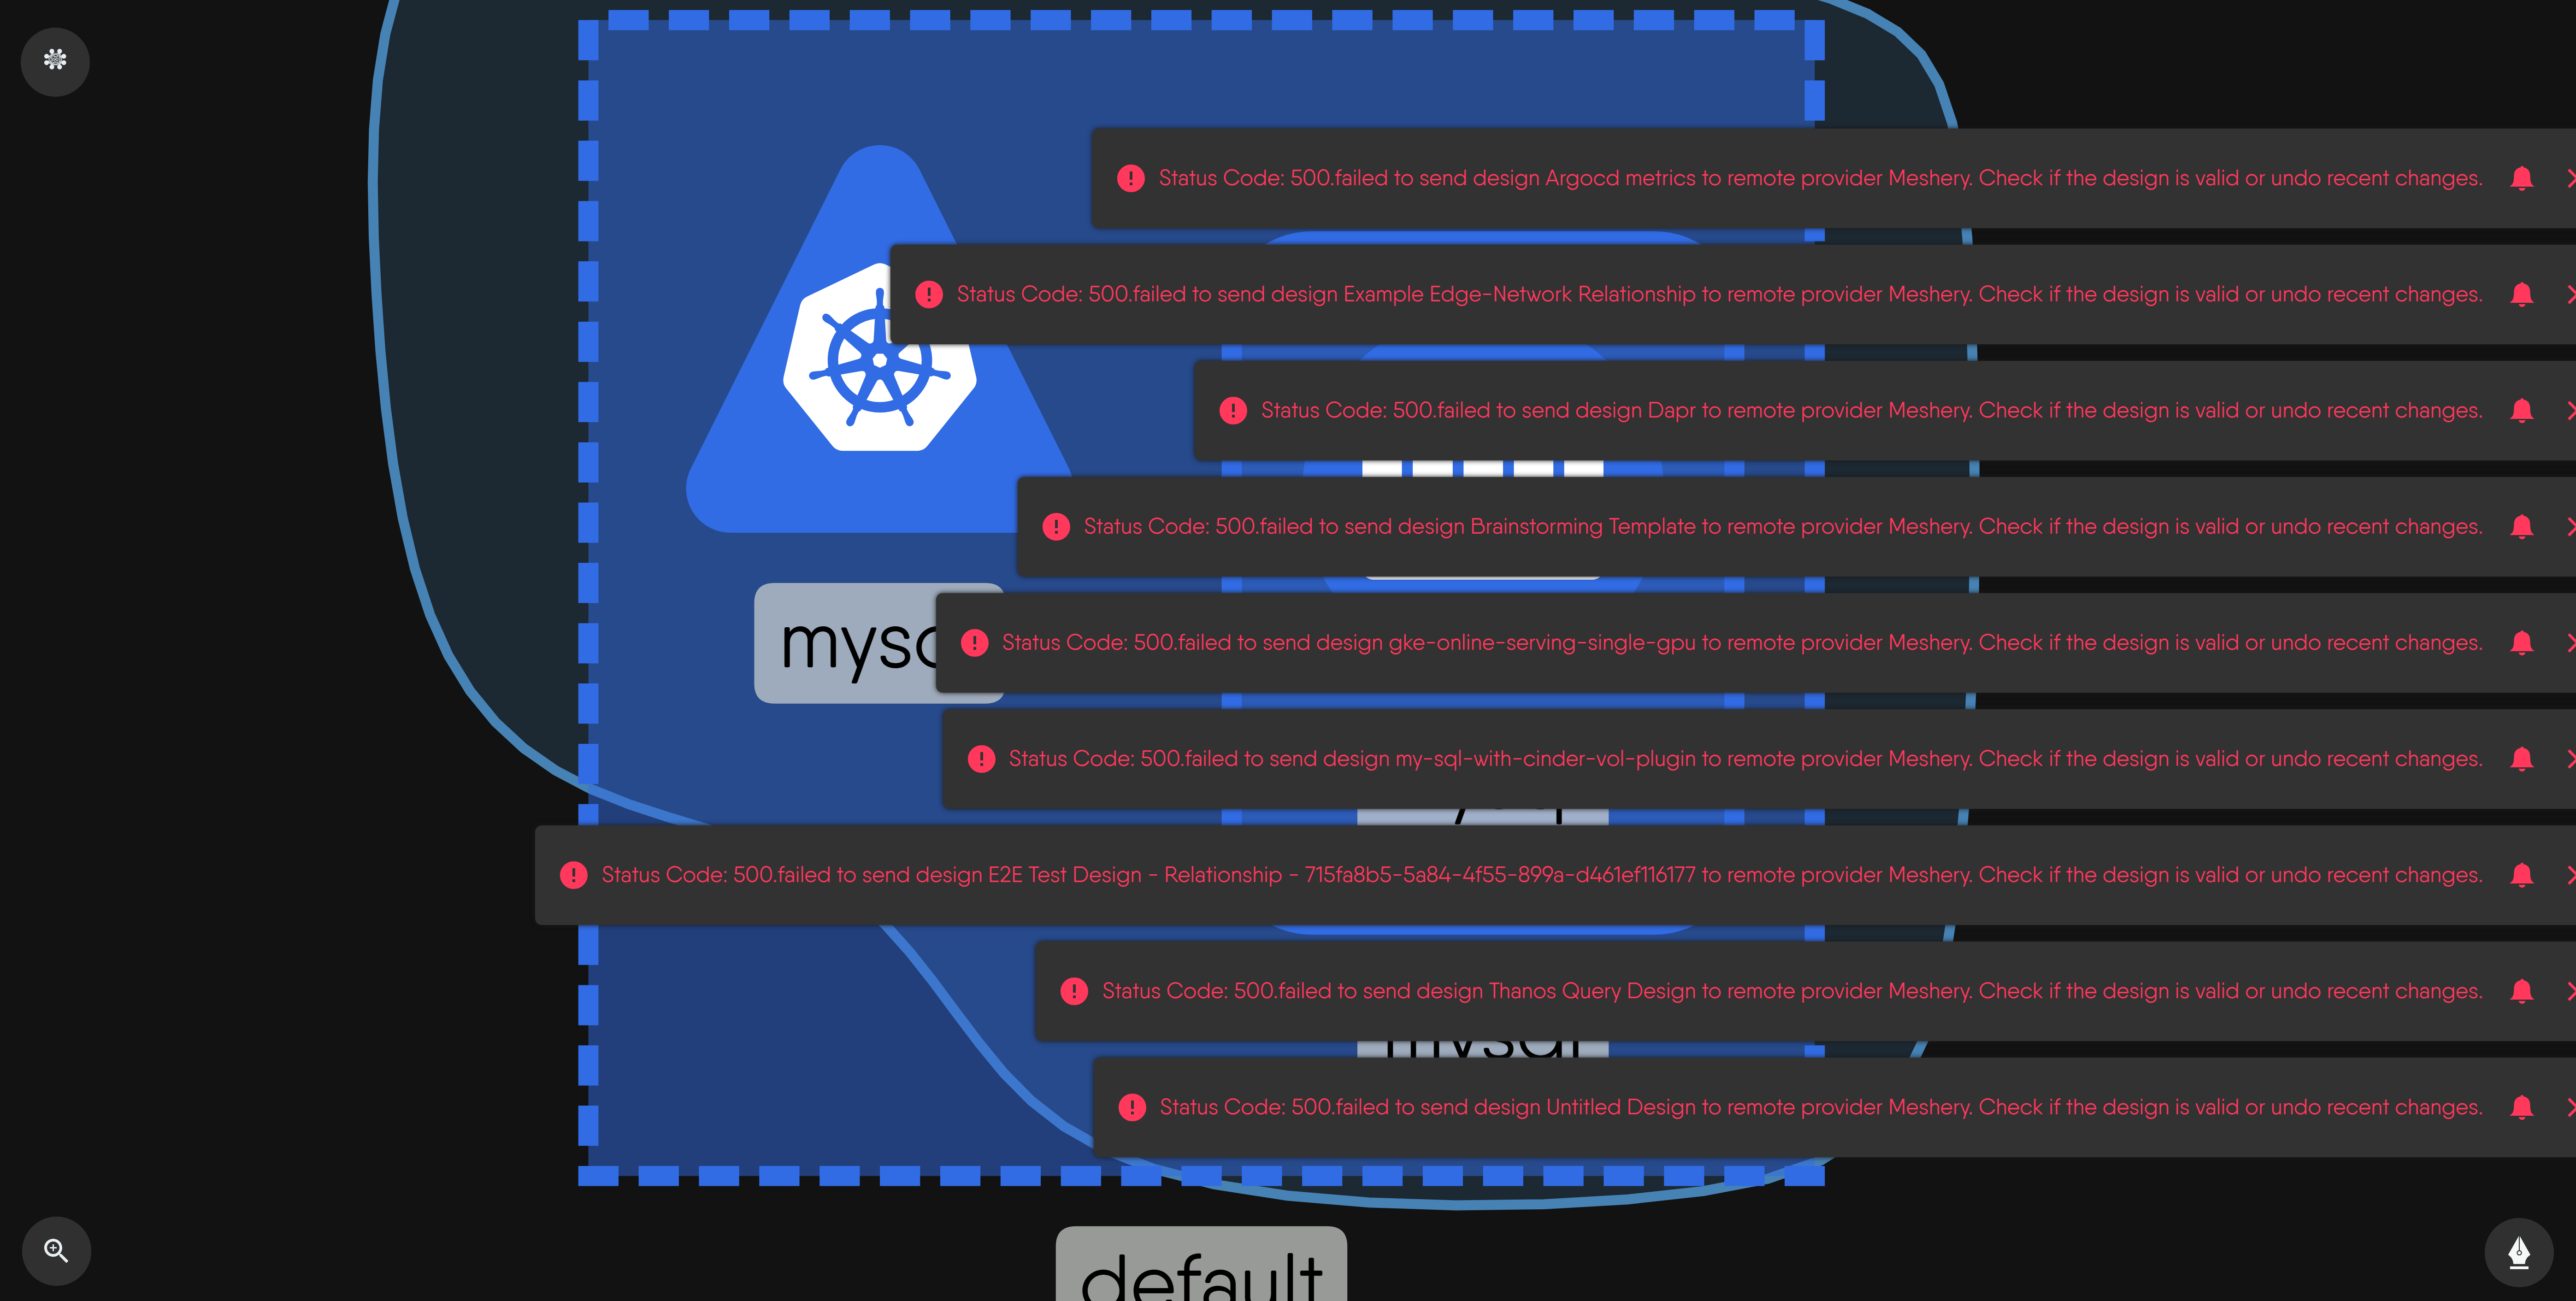 Status Code: 500.failed to send design Argocd metrics to remote provider Meshery. Check if the design is valid or undo recent changes.
Status Code: 500.failed to send design Example Edge-Network Relationship to remote provider Meshery. Check if the design is valid or undo recent changes.
Status Code: 500.failed to send design Dapr to remote provider Meshery. Check if the design is valid or undo recent changes.
Status Code: 500.failed to send design Brainstorming Template to remote provider Meshery. Check if the design is valid or undo recent changes.
Status Code: 500.failed to send design gke-online-serving-single-gpu to remote provider Meshery. Check if the design is valid or undo recent changes.
Status Code: 500.failed to send design my-sql-with-cinder-vol-plugin to remote provider Meshery. Check if the design is valid or undo recent changes.
Status Code: 500.failed to send design E2E Test Design - Relationship - 715fa8b5-5a84-4f55-899a-d461ef116177 to remote provider Meshery. Check if the design is valid or undo recent changes.
Status Code: 500.failed to send design Thanos Query Design to remote provider Meshery. Check if the design is valid or undo recent changes.
mysql
Status Code: 500.failed to send design Untitled Design to remote provider Meshery. Check if the design is valid or undo recent changes.
default